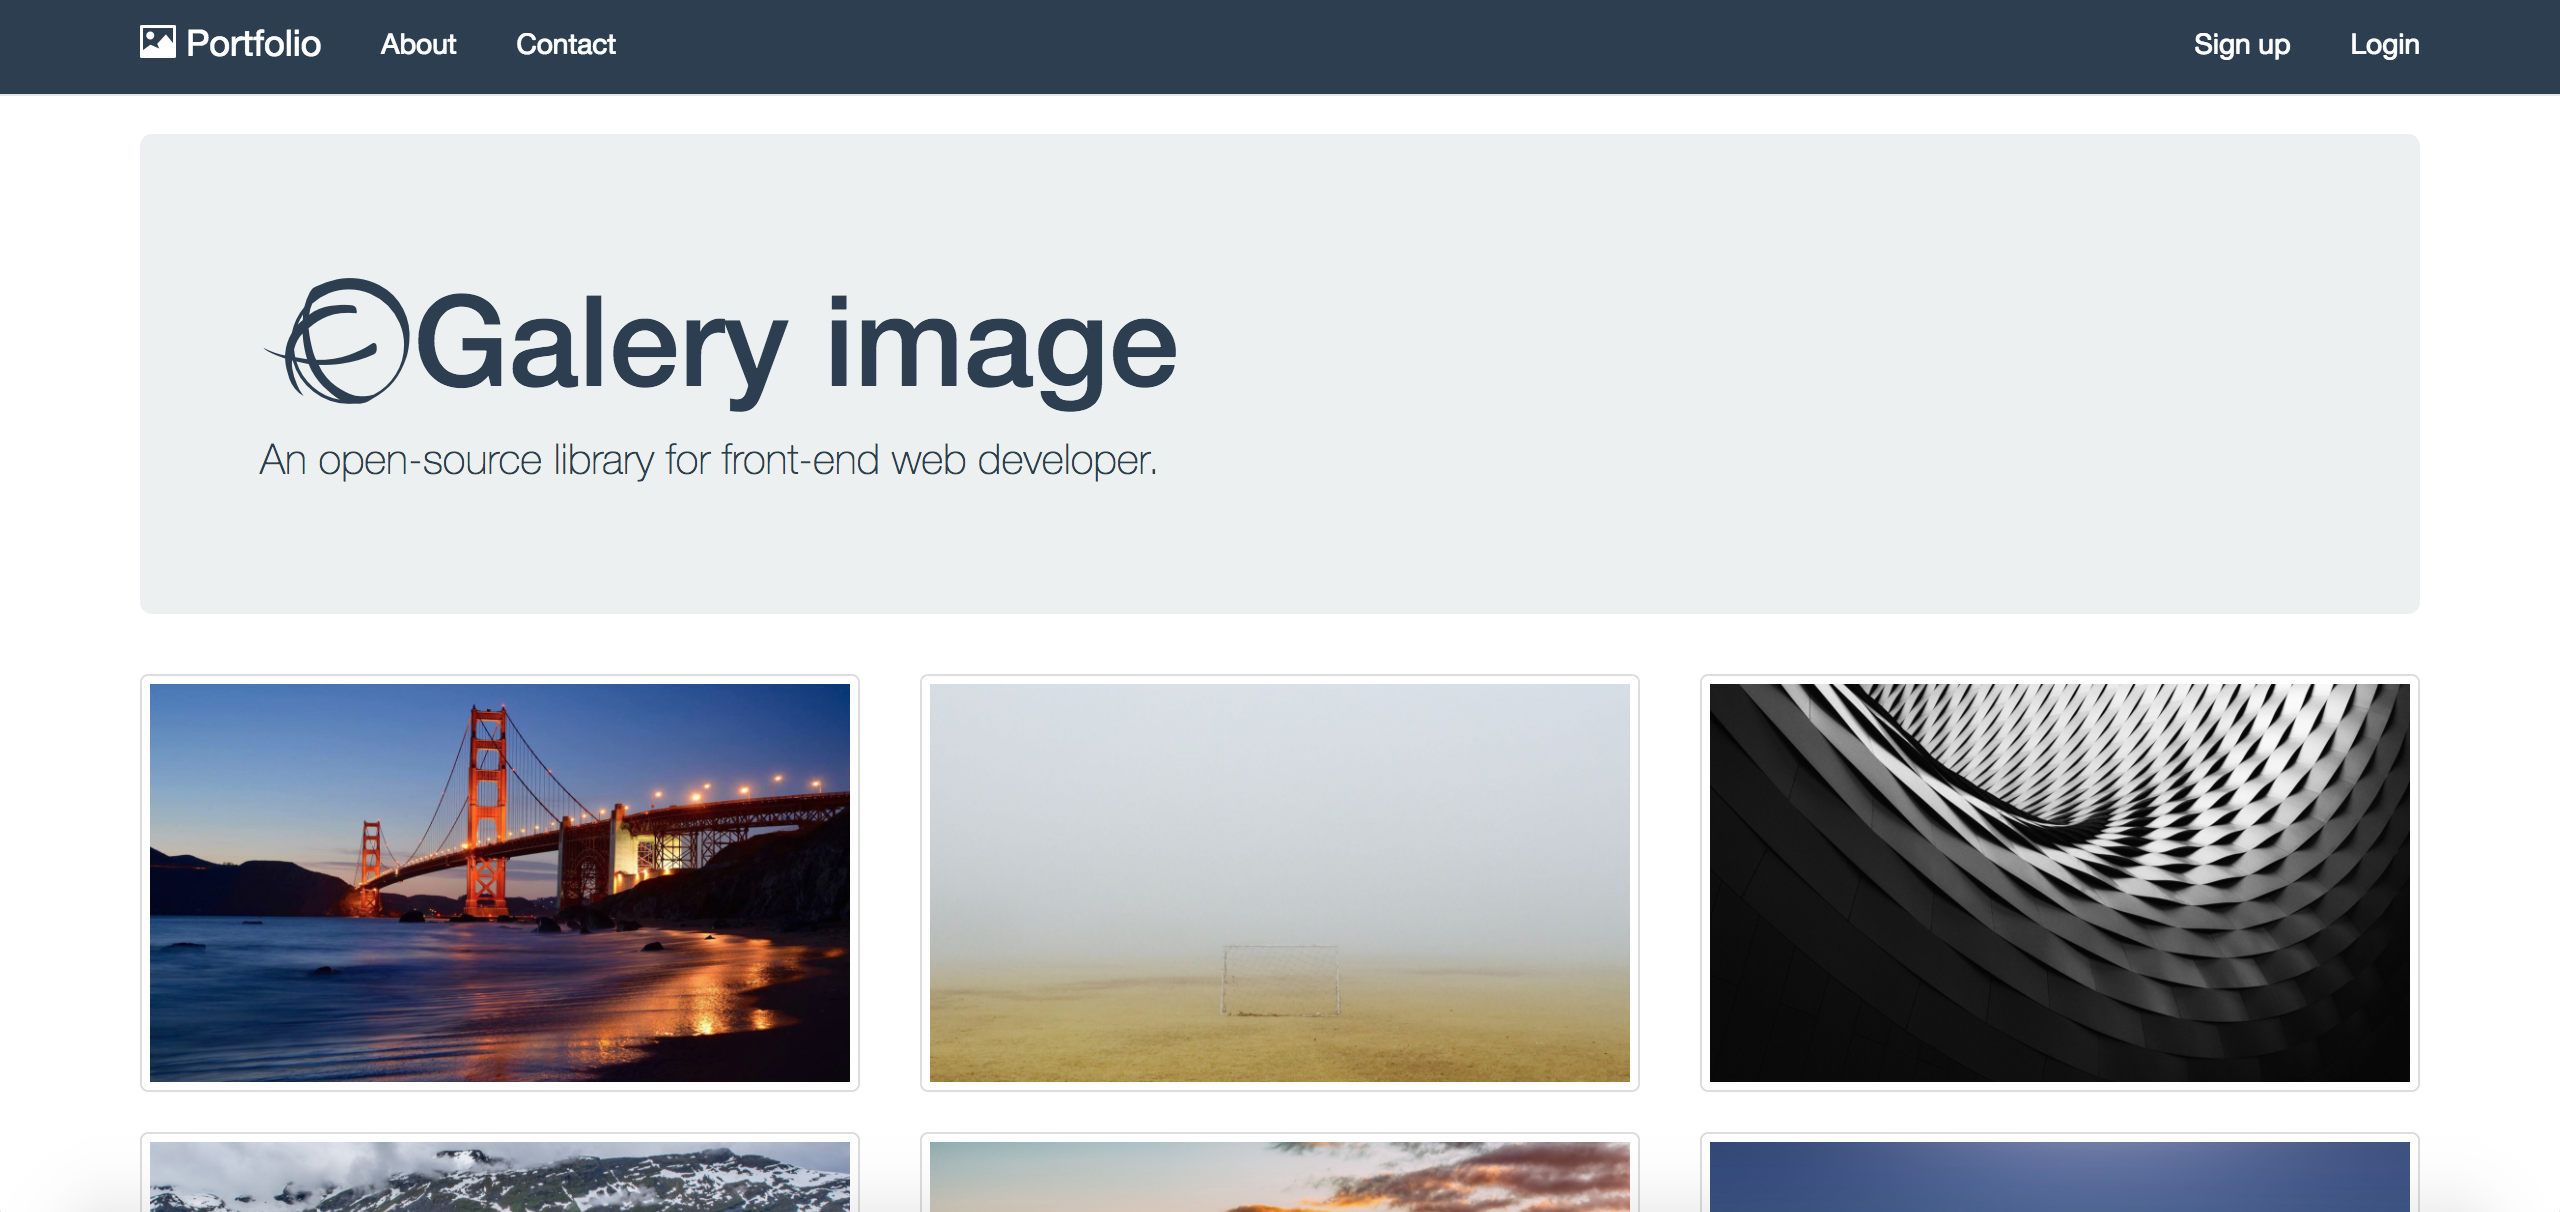 Portfolio About Contact Sign up Login
Galery image
An open-source library for front-end web developer.